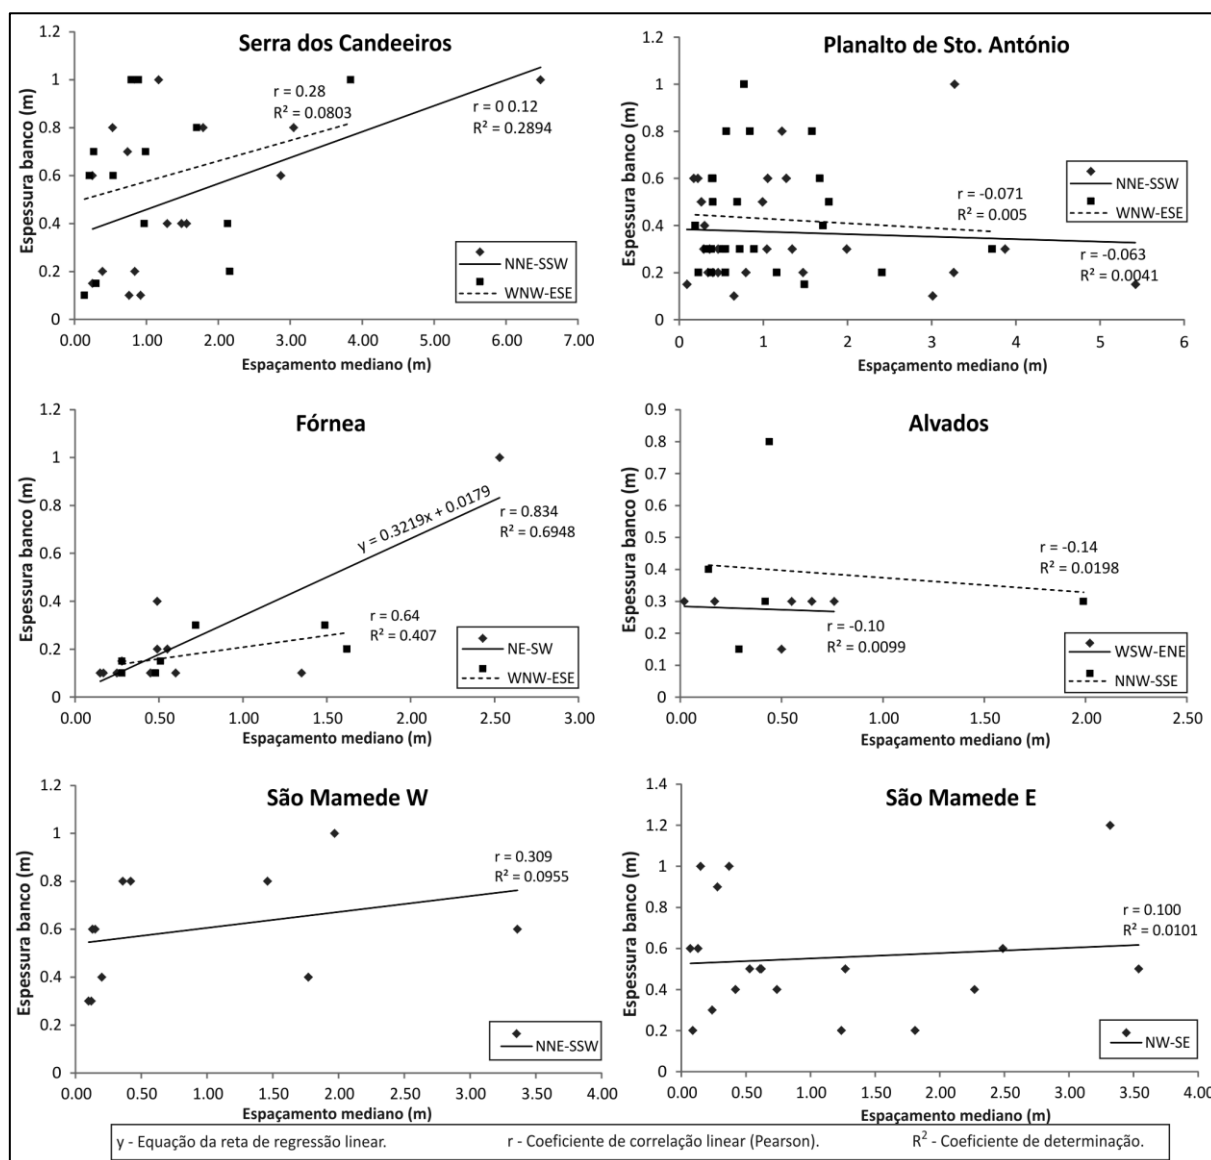 Serra dos Candeeiros
Espessura banco (m)
1.2
1
0.8
0.6
0.4
0.2
0
r = 0.28
R² = 0.0803
r = 0 0.12
R² = 0.2894
NNE-SSW
WNW-ESE
0.00 1.00 2.00 3.00 4.00 5.00 6.00 7.00
Espaçamento mediano (m)
Planalto de Sto. António
Espessura banco (m)
1.2
1
0.8
0.6
0.4
0.2
0
r = -0.071
R² = 0.005
r = -0.063
R² = 0.0041
NNE-SSW
WNW-ESE
0 1 2 3 4 5 6
Espaçamento mediano (m)
Fórnea
Espessura banco (m)
1.2
1
0.8
0.6
0.4
0.2
0
y = 0.3219x + 0.0179
r = 0.834
R² = 0.6948
r = 0.64
R² = 0.407
NE-SW
WNW-ESE
0.00 0.50 1.00 1.50 2.00 2.50 3.00
Espaçamento mediano (m)
Alvados
Espessura banco (m)
0.9
0.8
0.7
0.6
0.5
0.4
0.3
0.2
0.1
0
r = -0.14
R² = 0.0198
r = -0.10
R² = 0.0099
WSW-ENE
NNW-SSE
0.00 0.50 1.00 1.50 2.00 2.50
Espaçamento mediano (m)
São Mamede W
Espessura banco (m)
1.2
1
0.8
0.6
0.4
0.2
0
r = 0.309
R² = 0.0955
NNE-SSW
0.00 0.50 1.00 1.50 2.00 2.50 3.00 3.50 4.00
Espaçamento mediano (m)
São Mamede E
Espessura banco (m)
1.4
1.2
1
0.8
0.6
0.4
0.2
0
r = 0.100
R² = 0.0101
NW-SE
0.00 0.50 1.00 1.50 2.00 2.50 3.00 3.50 4.00
Espaçamento mediano (m)
y - Equação da reta de regressão linear. r - Coeficiente de correlação linear (Pearson). R² - Coeficiente de determinação.